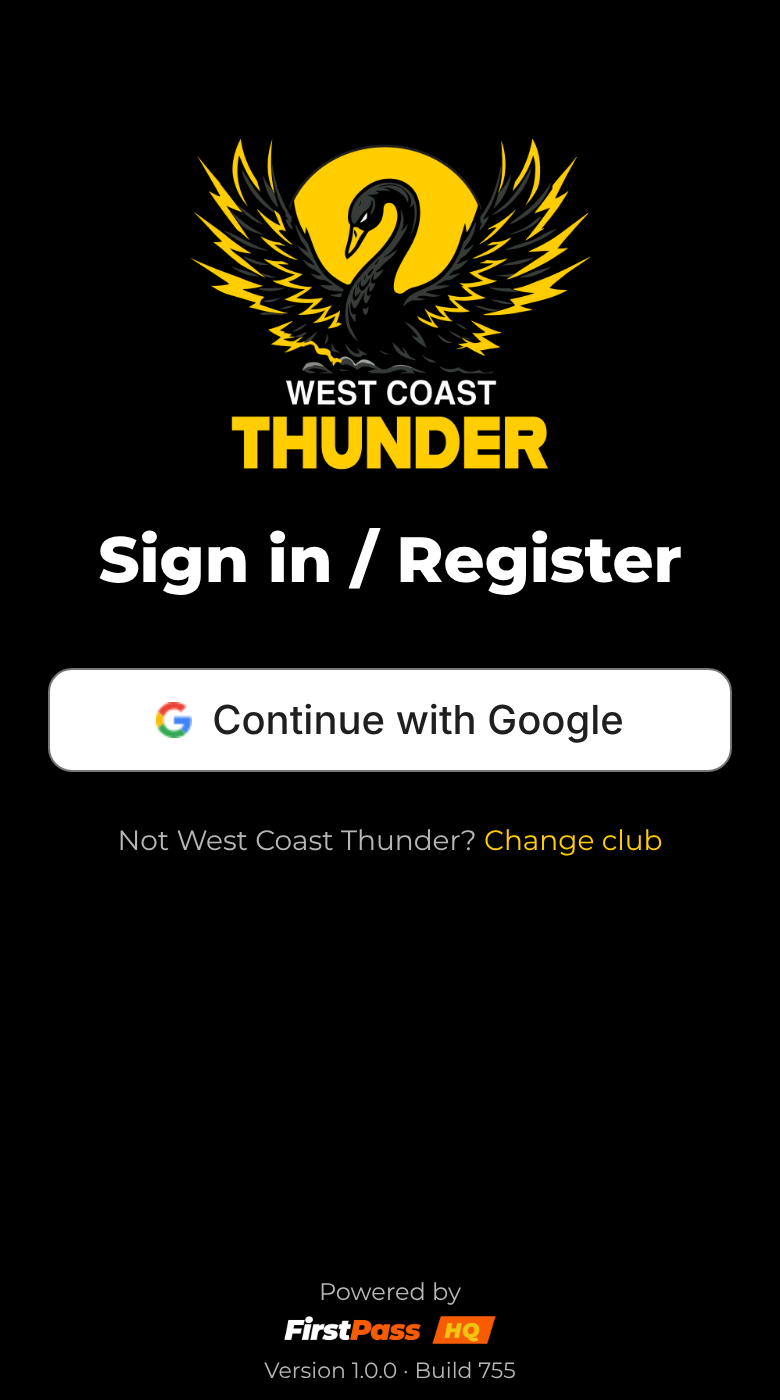 WEST COAST
THUNDER
Sign in / Register
Continue with Google
Not West Coast Thunder? Change club
Powered by
FirstPass HQ
Version 1.0.0 · Build 755